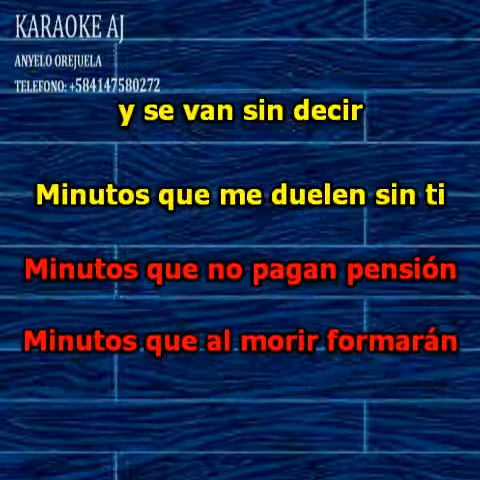 KARAOKE AJ
ANYELO OREJUELA
TELEFONO: +584147580272
y se van sin decir
Minutos que me duelen sin ti
Minutos que no pagan pensión
Minutos que al morir formarán